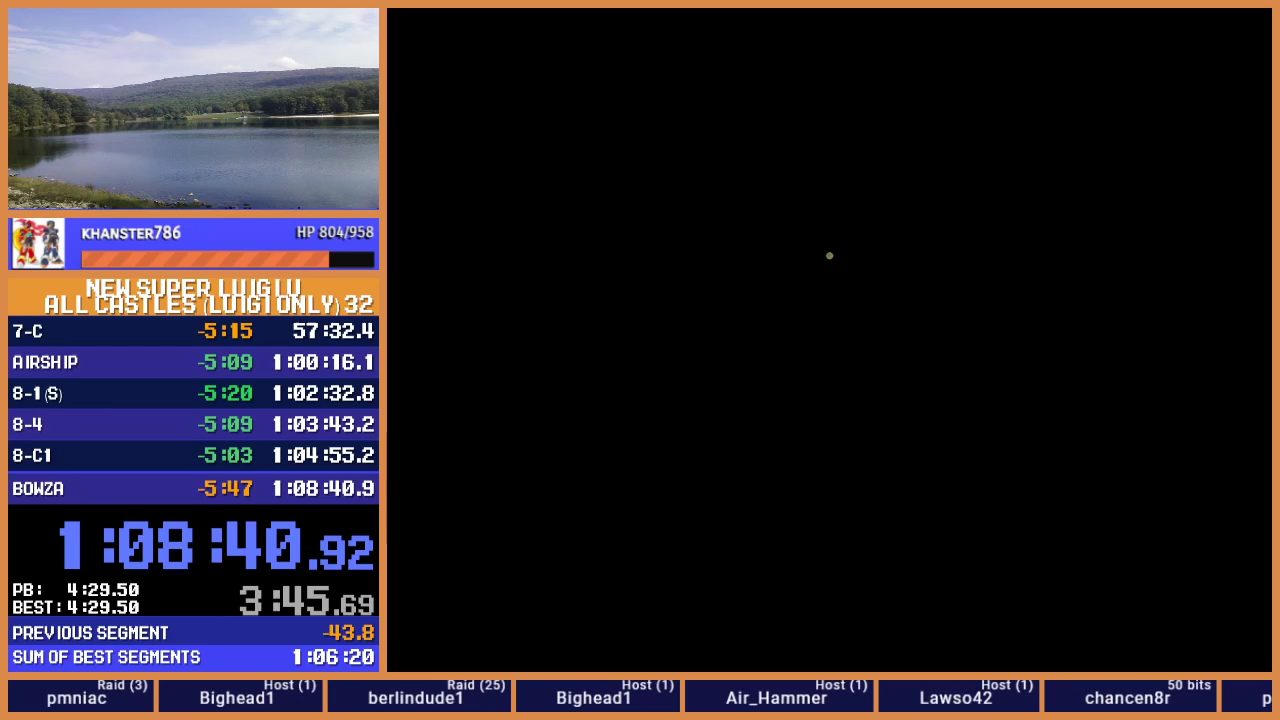 KHANSTER786 HP 804/958
NEW SUPER LUIGI U
ALL CASTLES (LUIGI ONLY) 32
7-C -5:15 57:32.4
AIRSHIP -5:09 1:00:16.1
8-1 (S) -5:20 1:02:32.8
8-4 -5:09 1:03:43.2
8-C1 -5:03 1:04:55.2
BOWZA -5:47 1:08:40.9
1:08:40.92
PB: 4:29.50
BEST: 4:29.50
3:45.69
PREVIOUS SEGMENT -43.8
SUM OF BEST SEGMENTS 1:06:20
Raid (3) Host (1) Raid (25) Host (1) Host (1) Host (1) 50 bits
pmniac Bighead1 berlindude1 Bighead1 Air_Hammer Lawso42 chancen8r p